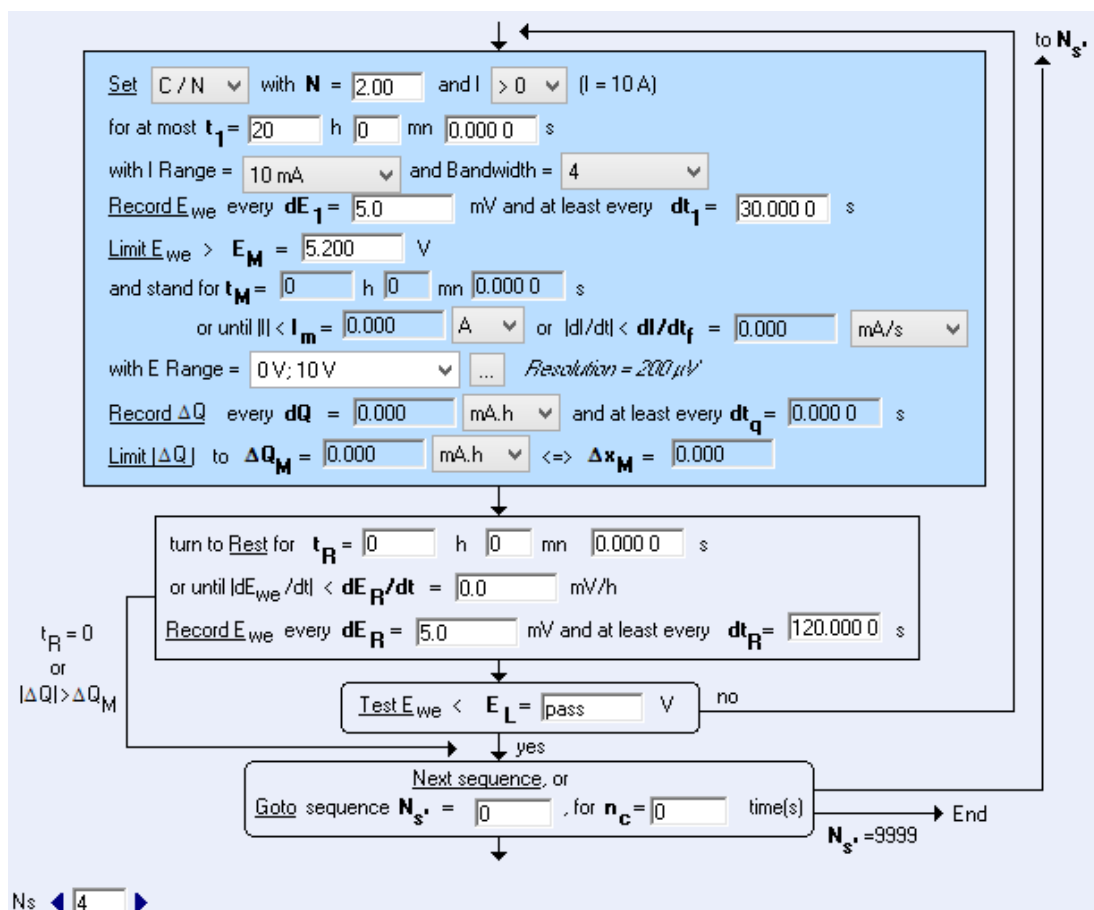 to Ns'
Set C / N with N = 2.00 and I > 0 (I = 10 A)
for at most t1 = 20 h 0 mn 0.000 0 s
with I Range = 10 mA and Bandwidth = 4
Record Ewe every dE1 = 5.0 mV and at least every dt1 = 30.000 0 s
Limit Ewe > EM = 5.200 V
and stand for tM = 0 h 0 mn 0.000 0 s
or until |I| < Im = 0.000 A or |dI/dt| < dI/dtf = 0.000 mA/s
with E Range = 0 V; 10 V ... Resolution = 200 µV
Record ΔQ every dQ = 0.000 mA.h and at least every dtq = 0.000 0 s
Limit |ΔQ| to ΔQM = 0.000 mA.h <=> ΔxM = 0.000
turn to Rest for tR = 0 h 0 mn 0.000 0 s
or until |dEwe/dt| < dER/dt = 0.0 mV/h
Record Ewe every dER = 5.0 mV and at least every dtR = 120.000 0 s
tR = 0
or
|ΔQ|>ΔQM
Test Ewe < EL = pass V
no
yes
Next sequence, or
Goto sequence Ns' = 0 , for nc = 0 time(s)
End
Ns' =9999
Ns 4